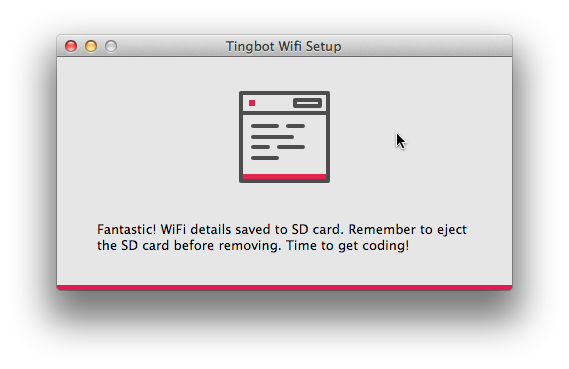 Tingbot Wifi Setup
Fantastic! WiFi details saved to SD card. Remember to eject
the SD card before removing. Time to get coding!